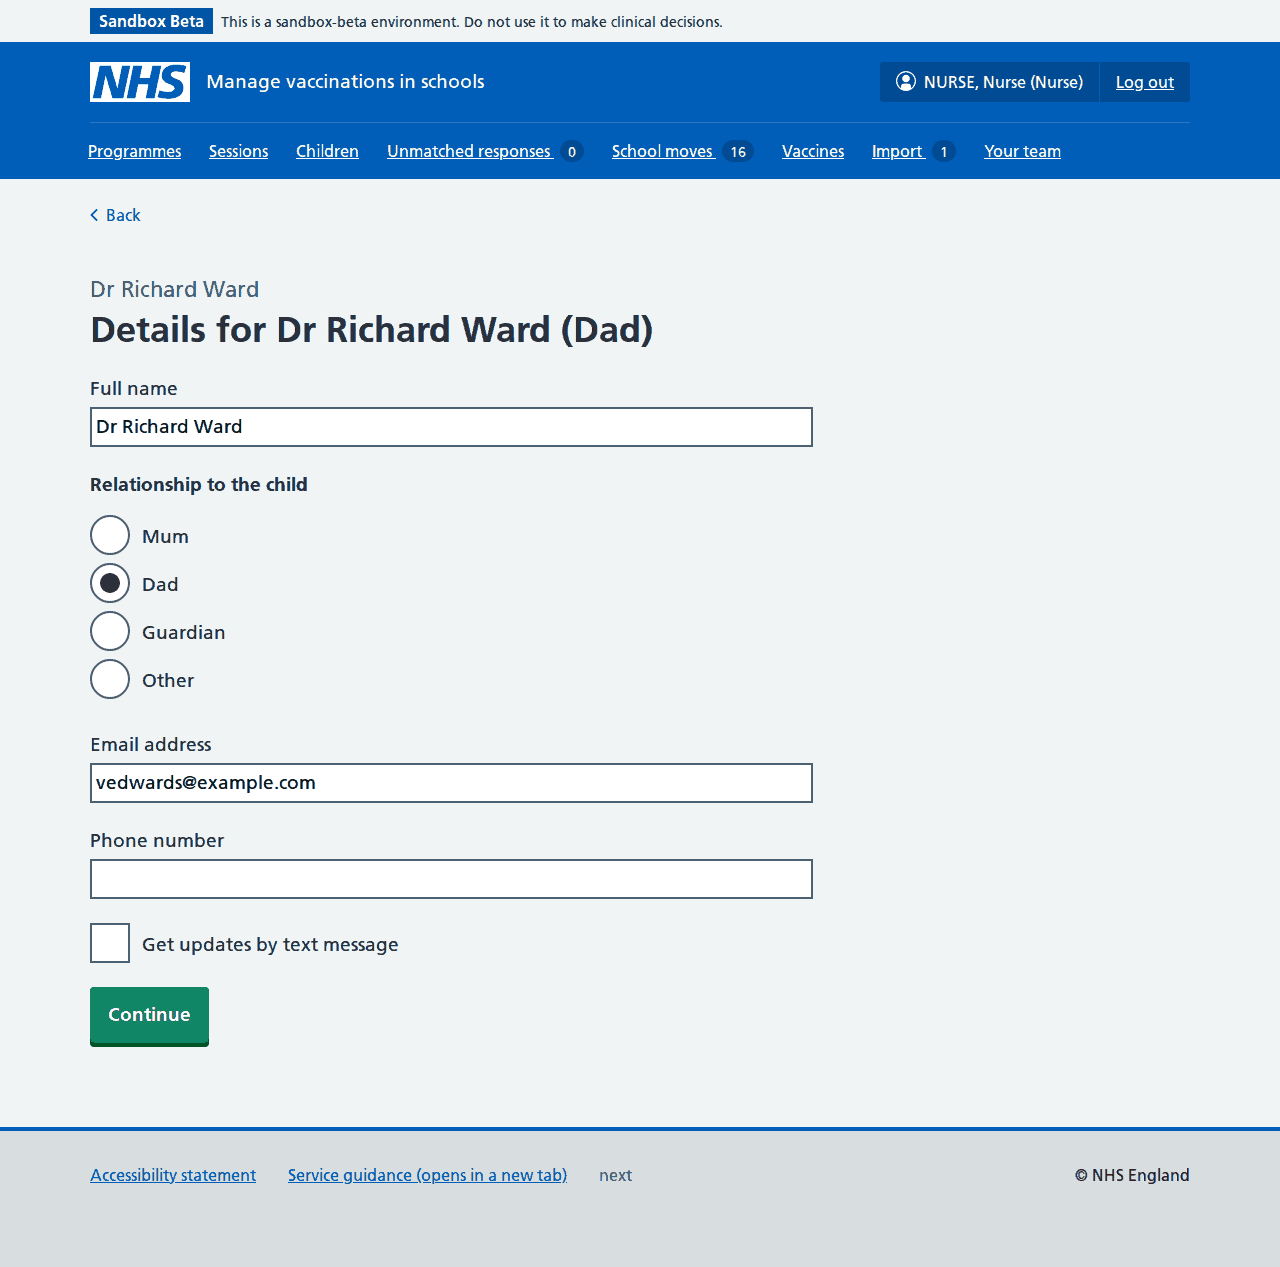 Sandbox Beta This is a sandbox-beta environment. Do not use it to make clinical decisions.
NHS Manage vaccinations in schools NURSE, Nurse (Nurse) Log out
Programmes Sessions Children Unmatched responses 0 School moves 16 Vaccines Import 1 Your team
Back
Dr Richard Ward
Details for Dr Richard Ward (Dad)
Full name
Dr Richard Ward
Relationship to the child
Mum
Dad
Guardian
Other
Email address
vedwards@example.com
Phone number
Get updates by text message
Continue
Accessibility statement Service guidance (opens in a new tab) next © NHS England